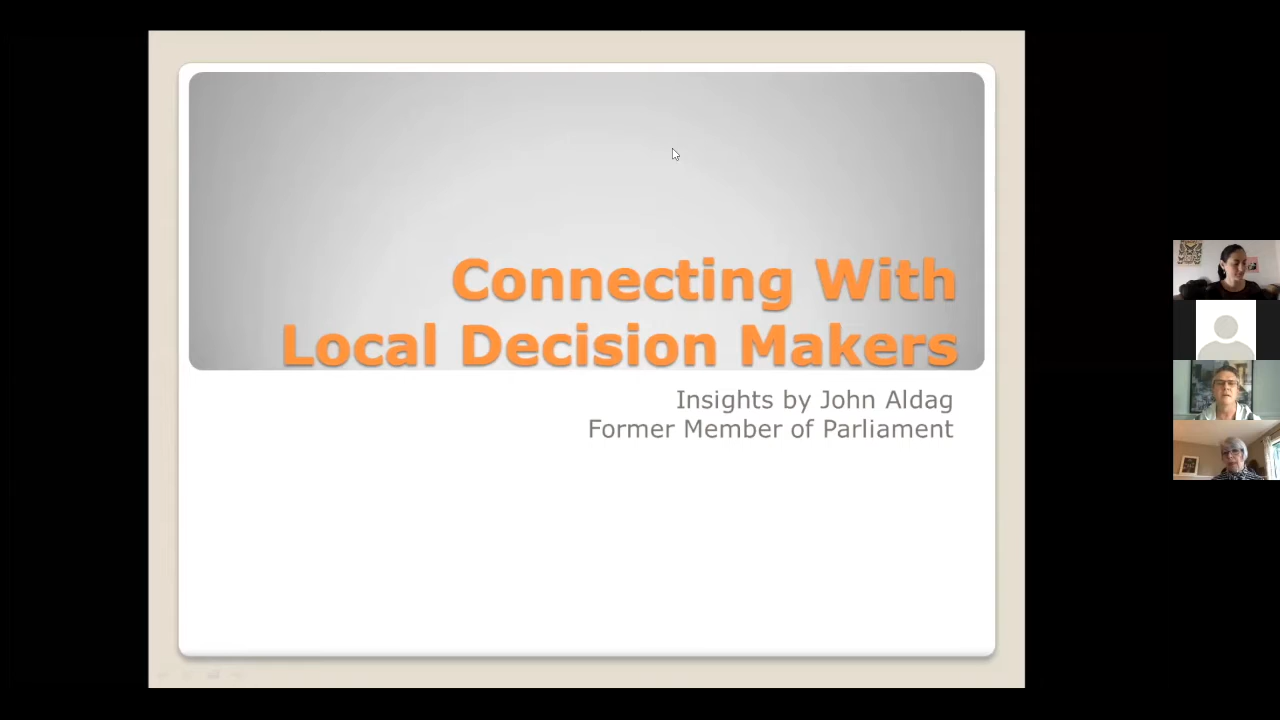 Connecting With
Local Decision Makers
Insights by John Aldag
Former Member of Parliament